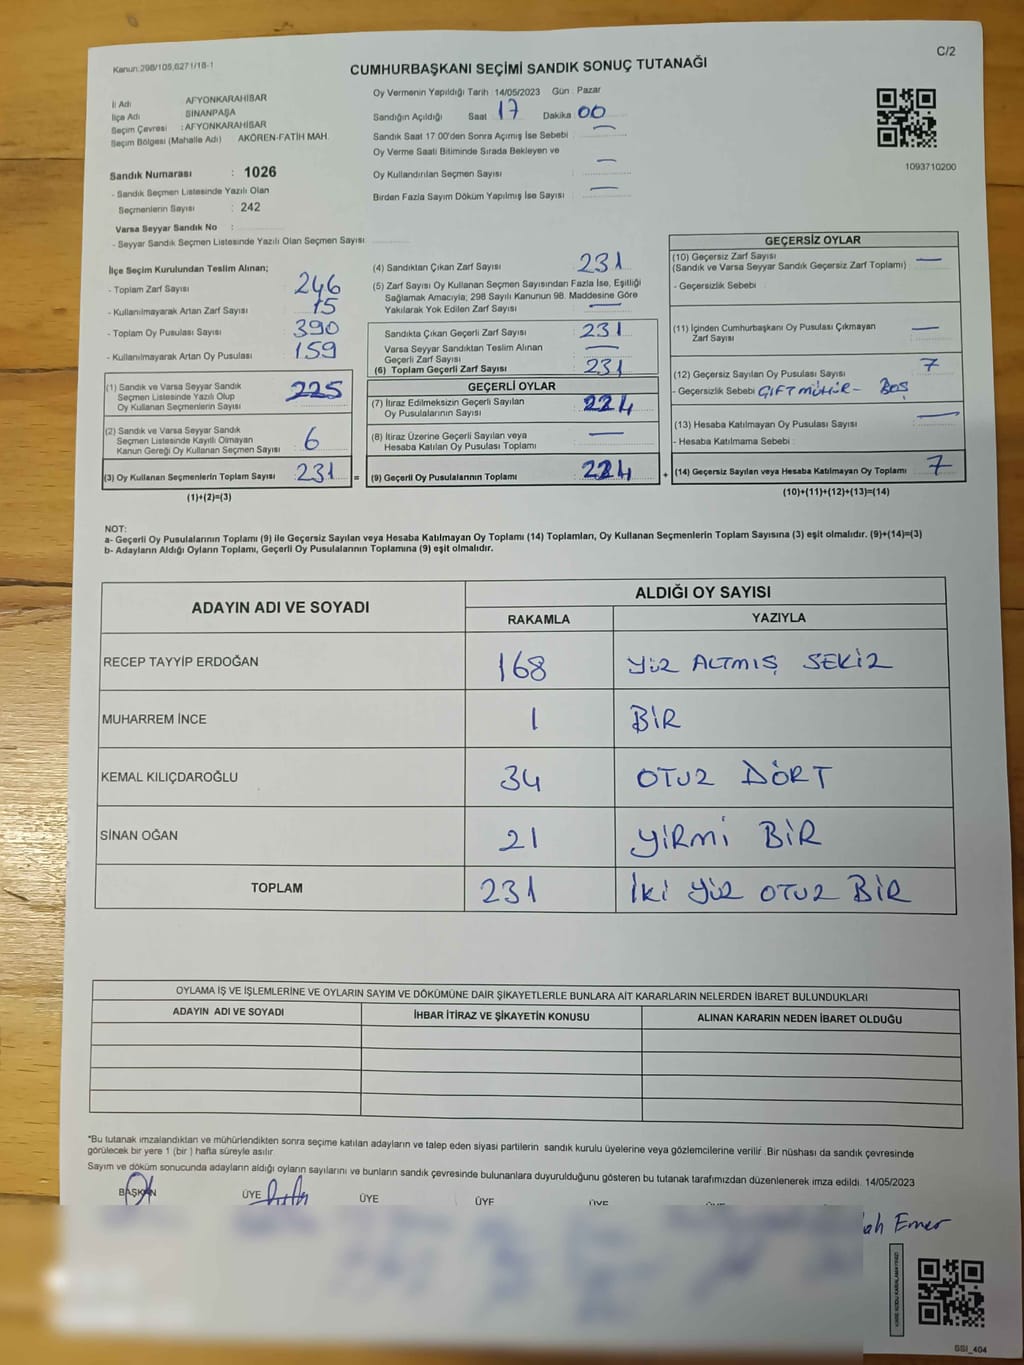 Kanun:298/105,6271/18-1
C/2
CUMHURBAŞKANI SEÇİMİ SANDIK SONUÇ TUTANAĞI
İl Adı AFYONKARAHİSAR
İlçe Adı SİNANPAŞA
Seçim Çevresi : AFYONKARAHİSAR
Seçim Bölgesi (Mahalle Adı) AKÖREN-FATİH MAH.
Sandık Numarası : 1026
- Sandık Seçmen Listesinde Yazılı Olan
Seçmenlerin Sayısı : 242
Varsa Seyyar Sandık No :
- Seyyar Sandık Seçmen Listesinde Yazılı Olan Seçmen Sayısı
Oy Vermenin Yapıldığı Tarih : 14/05/2023 Gün : Pazar
Sandığın Açıldığı Saat 17 Dakika 00
Sandık Saat 17.00'den Sonra Açımış İse Sebebi : —
Oy Verme Saati Bitiminde Sırada Bekleyen ve
Oy Kullandırılan Seçmen Sayısı : —
Birden Fazla Sayım Döküm Yapılmış İse Sayısı : —
1093710200
İlçe Seçim Kurulundan Teslim Alınan;
- Toplam Zarf Sayısı : 246
- Kullanılmayarak Artan Zarf Sayısı : 15
- Toplam Oy Pusulası Sayısı : 390
- Kullanılmayarak Artan Oy Pusulası : 159
(1) Sandık ve Varsa Seyyar Sandık
Seçmen Listesinde Yazılı Olup
Oy Kullanan Seçmenlerin Sayısı : 225
(2) Sandık ve Varsa Seyyar Sandık
Seçmen Listesinde Kayıtlı Olmayan
Kanun Gereği Oy Kullanan Seçmen Sayısı : 6
(3) Oy Kullanan Seçmenlerin Toplam Sayısı : 231 =
(1)+(2)=(3)
(4) Sandıktan Çıkan Zarf Sayısı : 231
(5) Zarf Sayısı Oy Kullanan Seçmen Sayısından Fazla İse, Eşitliği
Sağlamak Amacıyla; 298 Sayılı Kanunun 98. Maddesine Göre
Yakılarak Yok Edilen Zarf Sayısı : —
Sandıkta Çıkan Geçerli Zarf Sayısı : 231
Varsa Seyyar Sandıktan Teslim Alınan
Geçerli Zarf Sayısı : —
(6) Toplam Geçerli Zarf Sayısı : 231
GEÇERLİ OYLAR
(7) İtiraz Edilmeksizin Geçerli Sayılan
Oy Pusulalarının Sayısı : 224
(8) İtiraz Üzerine Geçerli Sayılan veya
Hesaba Katılan Oy Pusulası Toplamı : —
(9) Geçerli Oy Pusulalarının Toplamı : 224 +
GEÇERSİZ OYLAR
(10) Geçersiz Zarf Sayısı
(Sandık ve Varsa Seyyar Sandık Geçersiz Zarf Toplamı) : —
- Geçersizlik Sebebi :
(11) İçinden Cumhurbaşkanı Oy Pusulası Çıkmayan
Zarf Sayısı : —
(12) Geçersiz Sayılan Oy Pusulası Sayısı : 7
- Geçersizlik Sebebi : ÇİFT MÜHÜR - BOŞ
(13) Hesaba Katılmayan Oy Pusulası Sayısı : —
- Hesaba Katılmama Sebebi :
(14) Geçersiz Sayılan veya Hesaba Katılmayan Oy Toplamı : 7
(10)+(11)+(12)+(13)=(14)
NOT:
a- Geçerli Oy Pusulalarının Toplamı (9) ile Geçersiz Sayılan veya Hesaba Katılmayan Oy Toplamı (14) Toplamları, Oy Kullanan Seçmenlerin Toplam Sayısına (3) eşit olmalıdır. (9)+(14)=(3)
b- Adayların Aldığı Oyların Toplamı, Geçerli Oy Pusulalarının Toplamına (9) eşit olmalıdır.
ADAYIN ADI VE SOYADI
ALDIĞI OY SAYISI
RAKAMLA YAZIYLA
RECEP TAYYİP ERDOĞAN 168 YÜZ ALTMIŞ SEKİZ
MUHARREM İNCE 1 BİR
KEMAL KILIÇDAROĞLU 34 OTUZ DÖRT
SİNAN OĞAN 21 YİRMİ BİR
TOPLAM 231 İKİ YÜZ OTUZ BİR
OYLAMA İŞ VE İŞLEMLERİNE VE OYLARIN SAYIM VE DÖKÜMÜNE DAİR ŞİKAYETLERLE BUNLARA AİT KARARLARIN NELERDEN İBARET BULUNDUKLARI
ADAYIN ADI VE SOYADI İHBAR İTİRAZ VE ŞİKAYETİN KONUSU ALINAN KARARIN NEDEN İBARET OLDUĞU
*Bu tutanak imzalandıktan ve mühürlendikten sonra seçime katılan adayların ve talep eden siyasi partilerin sandık kurulu üyelerine veya gözlemcilerine verilir. Bir nüshası da sandık çevresinde
görülecek bir yere 1 (bir ) hafta süreyle asılır.
Sayım ve döküm sonucunda adayların aldığı oyların sayılarını ve bunların sandık çevresinde bulunanlara duyurulduğunu gösteren bu tutanak tarafımızdan düzenlenerek imza edildi. 14/05/2023
BAŞKAN ÜYE ÜYE ÜYE ÜYE ÜYE
Emer
SSI_404